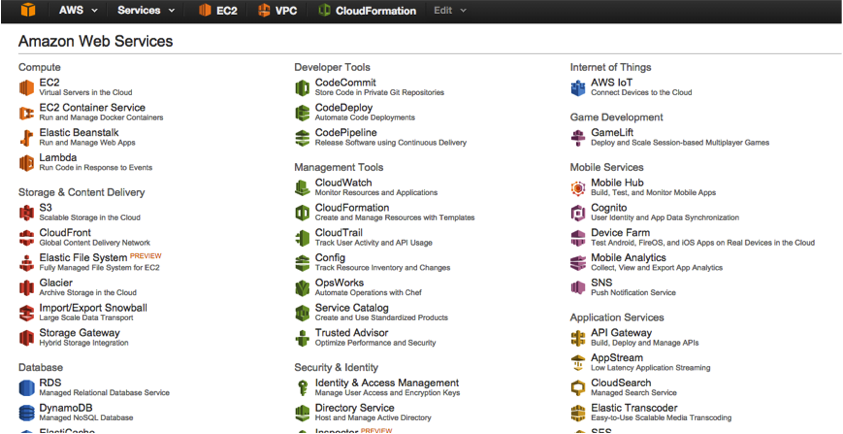 AWS Services EC2 VPC CloudFormation Edit
Amazon Web Services
Compute
EC2
Virtual Servers in the Cloud
EC2 Container Service
Run and Manage Docker Containers
Elastic Beanstalk
Run and Manage Web Apps
Lambda
Run Code in Response to Events
Storage & Content Delivery
S3
Scalable Storage in the Cloud
CloudFront
Global Content Delivery Network
Elastic File System PREVIEW
Fully Managed File System for EC2
Glacier
Archive Storage in the Cloud
Import/Export Snowball
Large Scale Data Transport
Storage Gateway
Hybrid Storage Integration
Database
RDS
Managed Relational Database Service
DynamoDB
Managed NoSQL Database
ElastiCache
Developer Tools
CodeCommit
Store Code in Private Git Repositories
CodeDeploy
Automate Code Deployments
CodePipeline
Release Software using Continuous Delivery
Management Tools
CloudWatch
Monitor Resources and Applications
CloudFormation
Create and Manage Resources with Templates
CloudTrail
Track User Activity and API Usage
Config
Track Resource Inventory and Changes
OpsWorks
Automate Operations with Chef
Service Catalog
Create and Use Standardized Products
Trusted Advisor
Optimize Performance and Security
Security & Identity
Identity & Access Management
Manage User Access and Encryption Keys
Directory Service
Host and Manage Active Directory
Inspector PREVIEW
Internet of Things
AWS IoT
Connect Devices to the Cloud
Game Development
GameLift
Deploy and Scale Session-based Multiplayer Games
Mobile Services
Mobile Hub
Build, Test, and Monitor Mobile Apps
Cognito
User Identity and App Data Synchronization
Device Farm
Test Android, FireOS, and iOS Apps on Real Devices in the Cloud
Mobile Analytics
Collect, View and Export App Analytics
SNS
Push Notification Service
Application Services
API Gateway
Build, Deploy and Manage APIs
AppStream
Low Latency Application Streaming
CloudSearch
Managed Search Service
Elastic Transcoder
Easy-to-Use Scalable Media Transcoding
SES